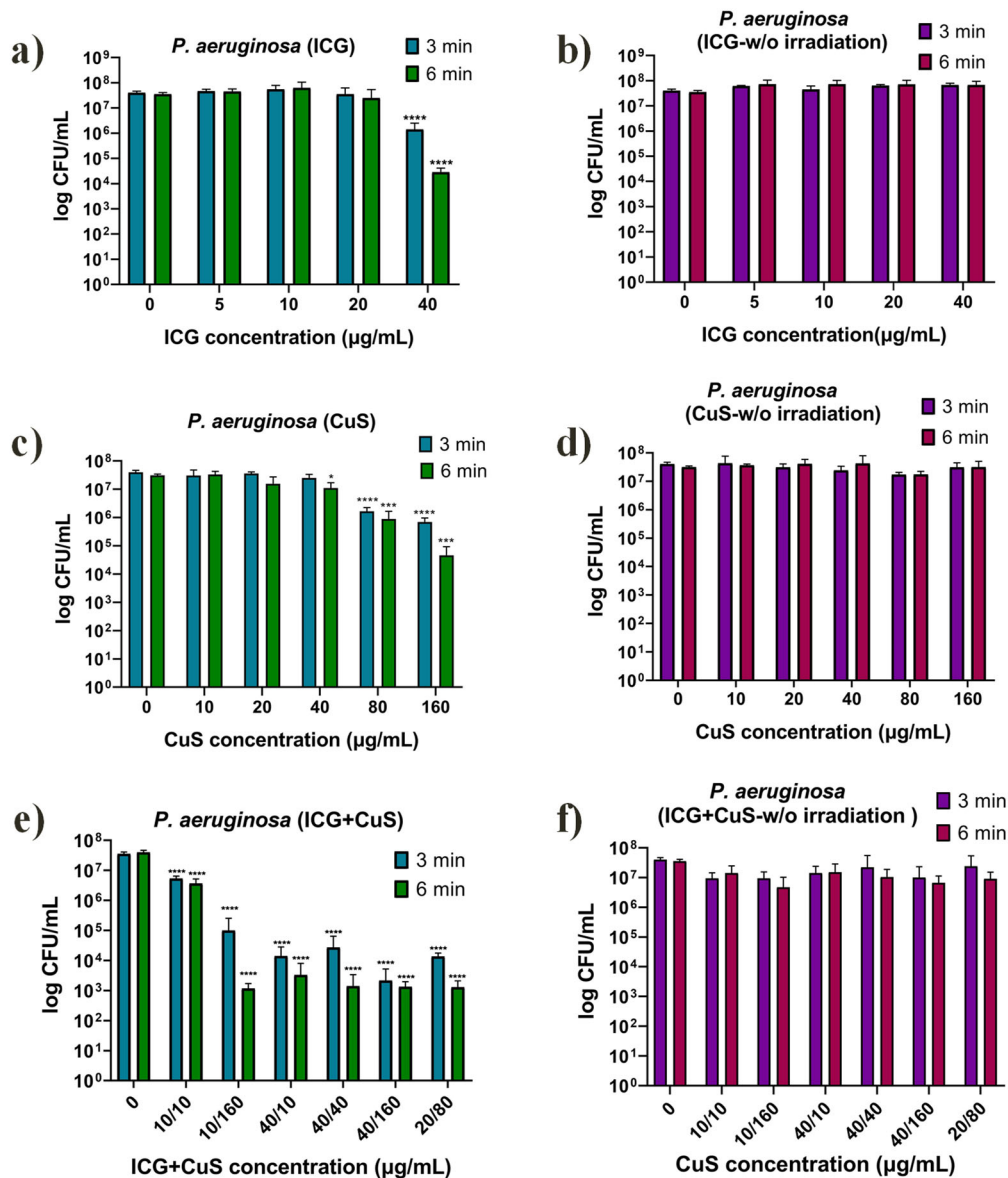 a)
P. aeruginosa (ICG)
3 min
6 min
log CFU/mL
10⁹
10⁸
10⁷
10⁶
10⁵
10⁴
10³
10²
10¹
10⁰
****
****
0 5 10 20 40
ICG concentration (µg/mL)
b)
P. aeruginosa
(ICG-w/o irradiation)
3 min
6 min
log CFU/mL
10⁹
10⁸
10⁷
10⁶
10⁵
10⁴
10³
10²
10¹
10⁰
0 5 10 20 40
ICG concentration(µg/mL)
c)
P. aeruginosa (CuS)
3 min
6 min
log CFU/mL
10⁸
10⁷
10⁶
10⁵
10⁴
10³
10²
10¹
10⁰
* **** *** **** ***
0 10 20 40 80 160
CuS concentration (µg/mL)
d)
P. aeruginosa
(CuS-w/o irradiation)
3 min
6 min
log CFU/mL
10⁸
10⁷
10⁶
10⁵
10⁴
10³
10²
10¹
10⁰
0 10 20 40 80 160
CuS concentration (µg/mL)
e)
P. aeruginosa (ICG+CuS)
3 min
6 min
log CFU/mL
10⁸
10⁷
10⁶
10⁵
10⁴
10³
10²
10¹
10⁰
**** **** **** **** **** **** **** **** **** **** **** ****
0 10/10 10/160 40/10 40/40 40/160 20/80
ICG+CuS concentration (µg/mL)
f)
P. aeruginosa
(ICG+CuS-w/o irradiation )
3 min
6 min
log CFU/mL
10⁸
10⁷
10⁶
10⁵
10⁴
10³
10²
10¹
10⁰
0 10/10 10/160 40/10 40/40 40/160 20/80
CuS concentration (µg/mL)